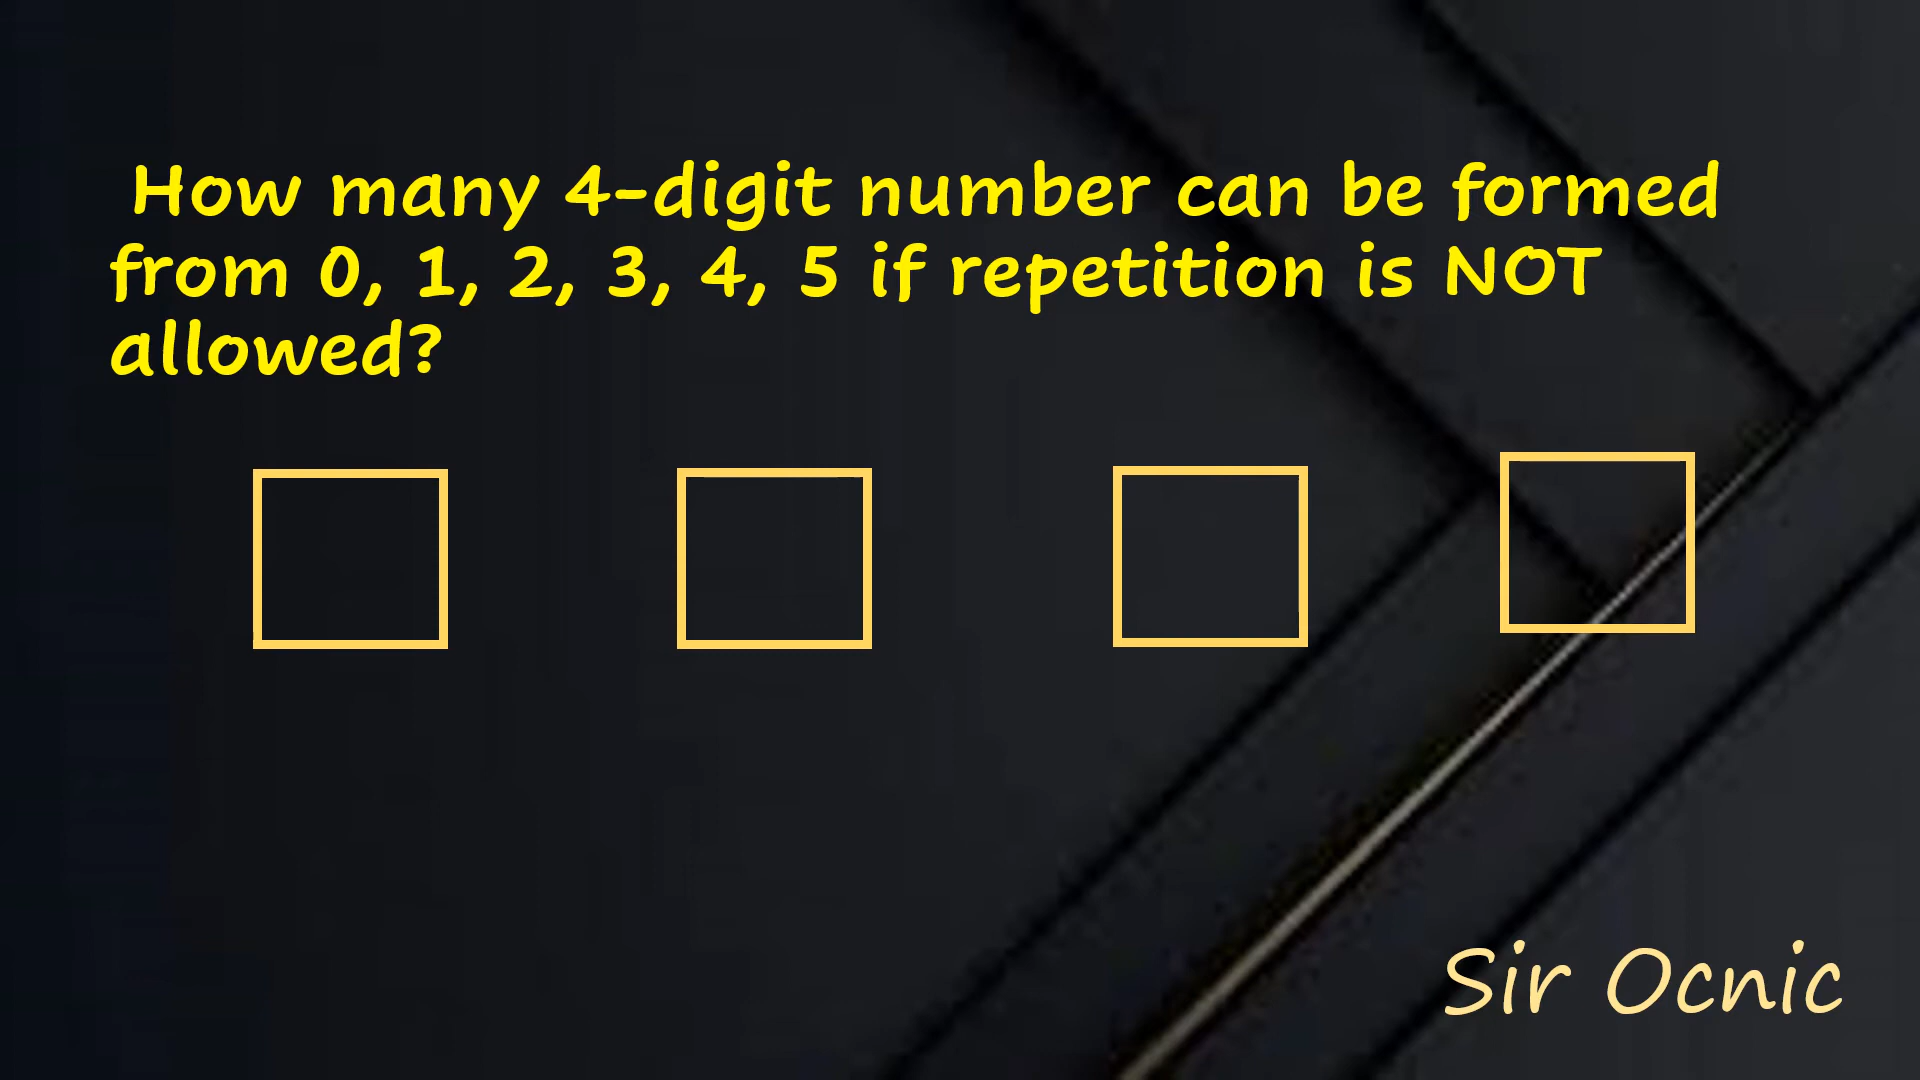 How many 4-digit number can be formed
from 0, 1, 2, 3, 4, 5 if repetition is NOT
allowed?
Sir Ocnic